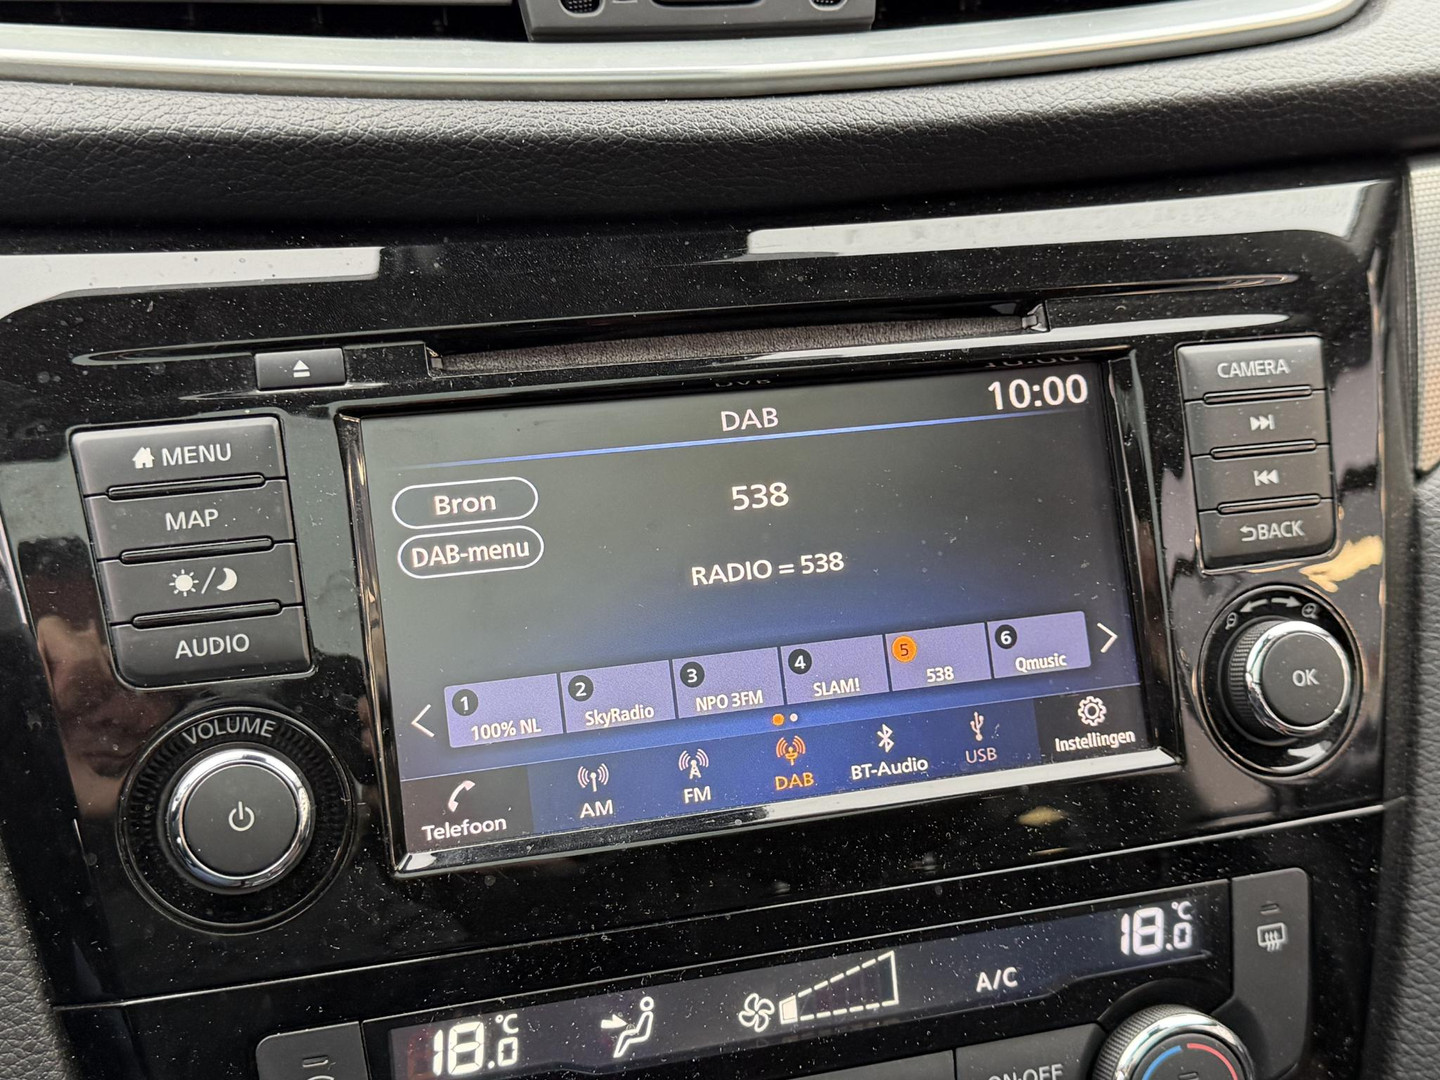 MENU
MAP
AUDIO
VOLUME
DAB
10:00
Bron
DAB-menu
538
RADIO = 538
1 100% NL
2 SkyRadio
3 NPO 3FM
4 SLAM!
5 538
6 Qmusic
Telefoon
AM
FM
DAB
BT-Audio
USB
Instellingen
CAMERA
BACK
OK
18.0 °C
A/C
18.0 °C
ON·OFF